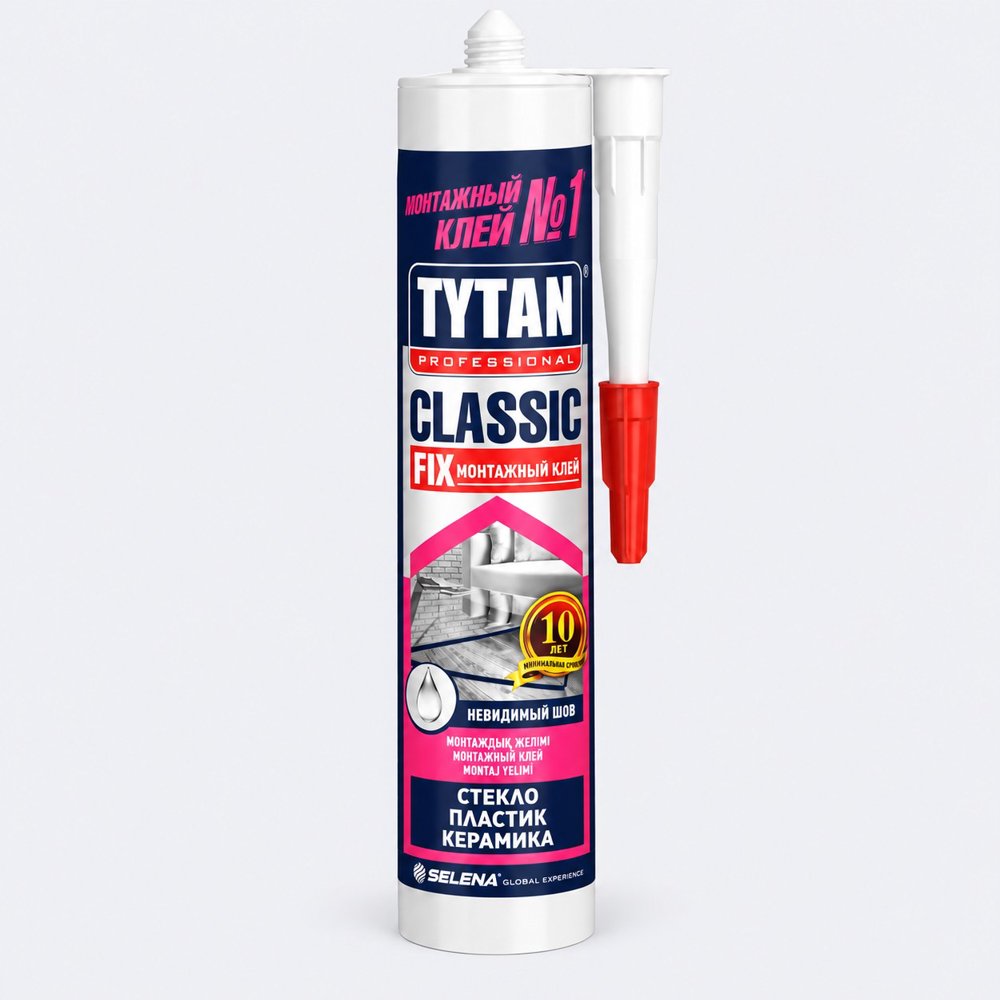 МОНТАЖНЫЙ
КЛЕЙ №1
TYTAN®
PROFESSIONAL
CLASSIC
FIX МОНТАЖНЫЙ КЛЕЙ
10
ЛЕТ
МИНИМАЛЬНАЯ
НЕВИДИМЫЙ ШОВ
МОНТАЖДЫҚ ЖЕЛІМІ
МОНТАЖНЫЙ КЛЕЙ
MONTAJ YELIMI
СТЕКЛО
ПЛАСТИК
КЕРАМИКА
SELENA® GLOBAL EXPERIENCE